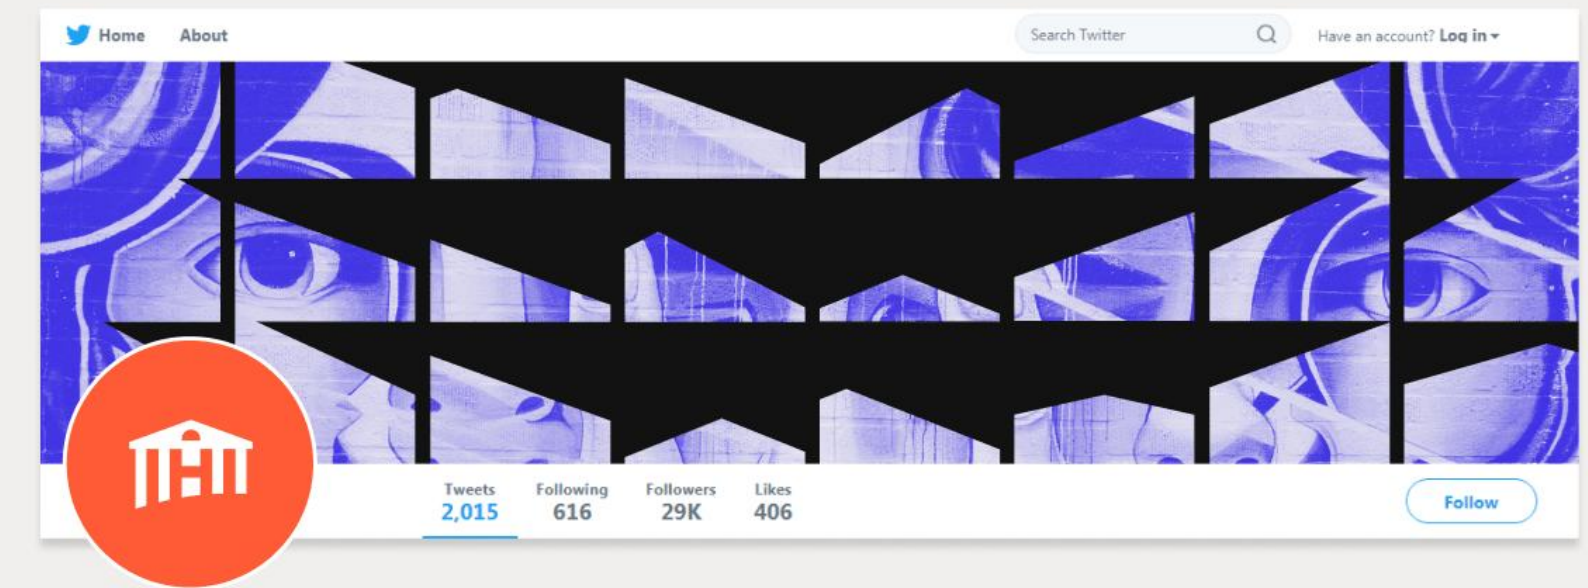 Home About Search Twitter Have an account? Log in
Tweets Following Followers Likes
2,015 616 29K 406
Follow